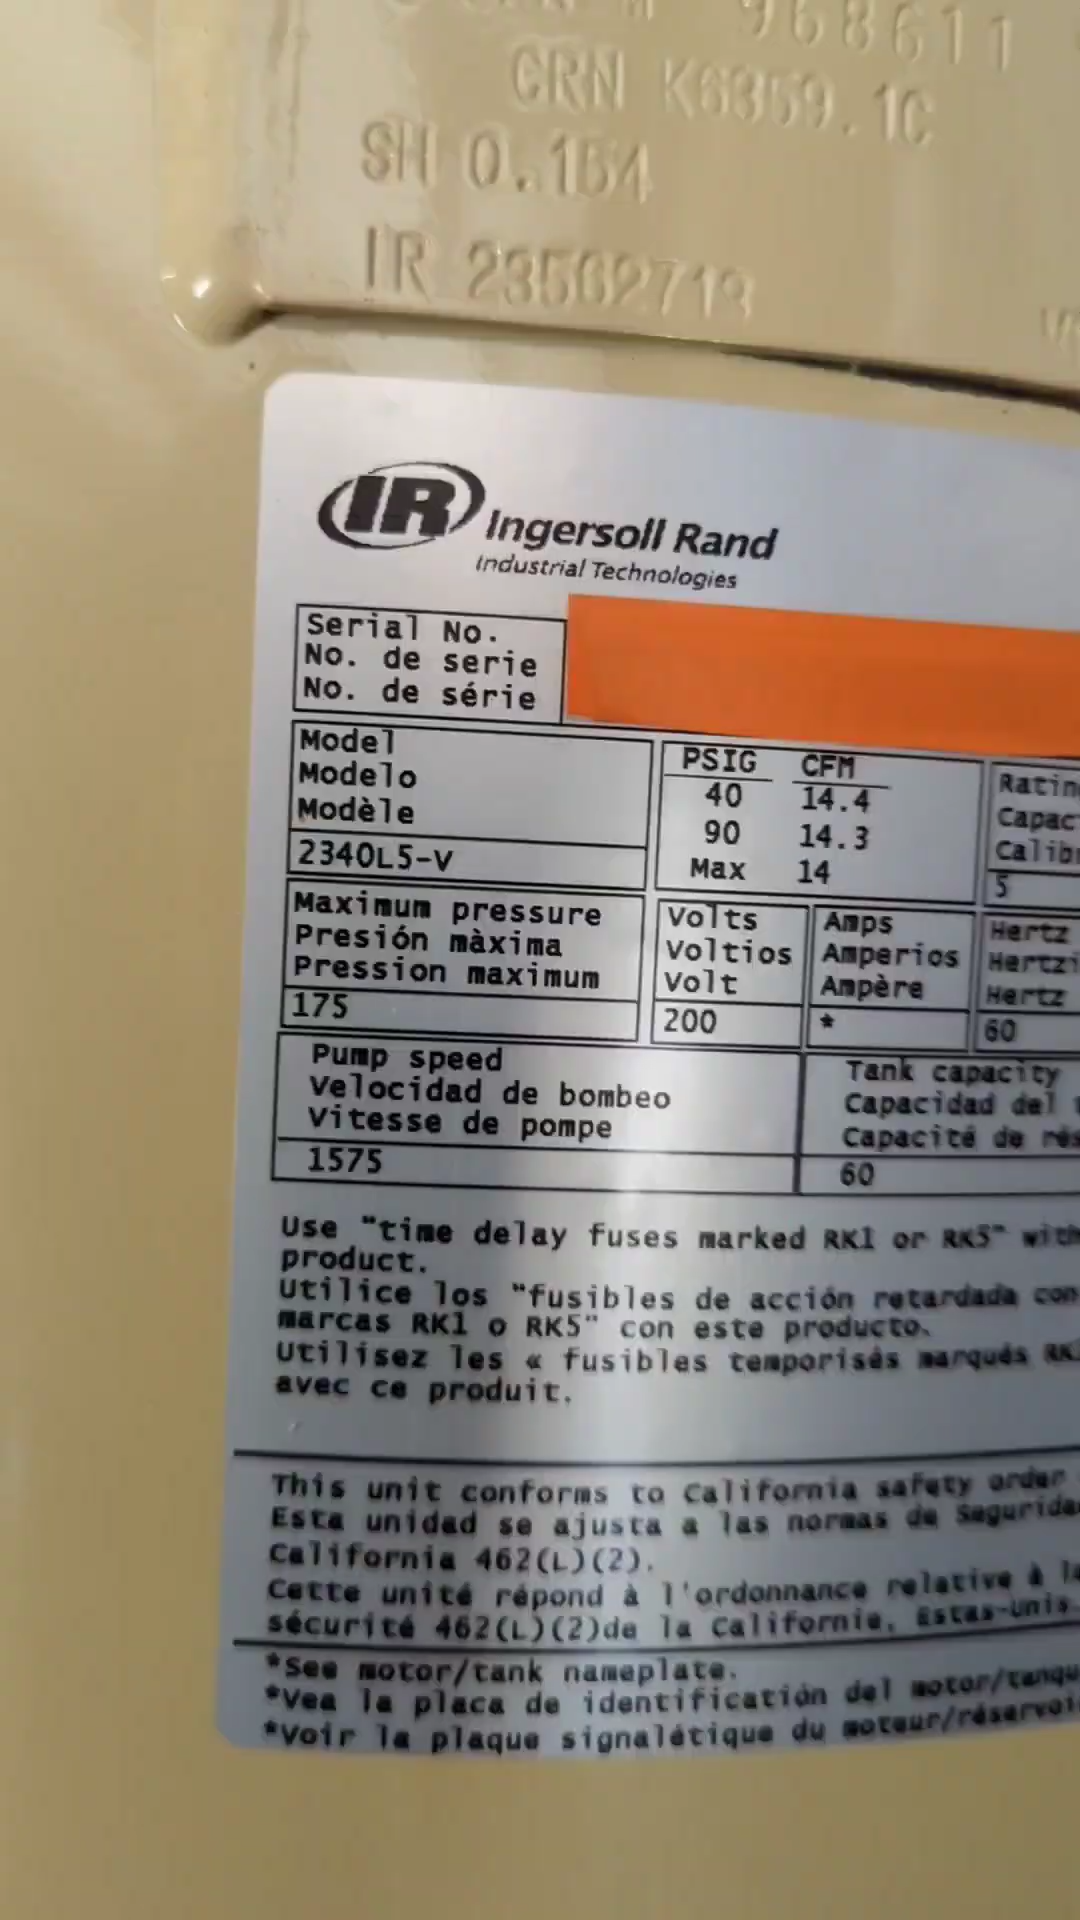 968611
CRN K6359.1C
SH 0.154
IR 23562719
IR Ingersoll Rand
Industrial Technologies
Serial No.
No. de serie
No. de série
Model
Modelo
Modèle
2340L5-V
PSIG CFM
40 14.4
90 14.3
Max 14
5
Maximum pressure
Presión màxima
Pression maximum
175
Volts
Voltios
Volt
200
Amps
Amperios
Ampère
*
Hertz
Hertz
60
Pump speed
Velocidad de bombeo
Vitesse de pompe
1575
Tank capacity
Capacidad del
Capacité de
60
Use "time delay fuses marked RK1 or RK5" with
product.
Utilice los "fusibles de acción retardada con
marcas RK1 o RK5" con este producto.
Utilisez les « fusibles temporisés marqués
avec ce produit.
This unit conforms to California safety order
Esta unidad se ajusta a las normas de
California 462(L)(2).
Cette unité répond à l'ordonnance relative à
sécurité 462(L)(2)de la Californie, Estas-Unis.
*See motor/tank nameplate.
*Vea la placa de identificación del motor/tanque
*Voir la plaque signalétique du moteur/réservoir